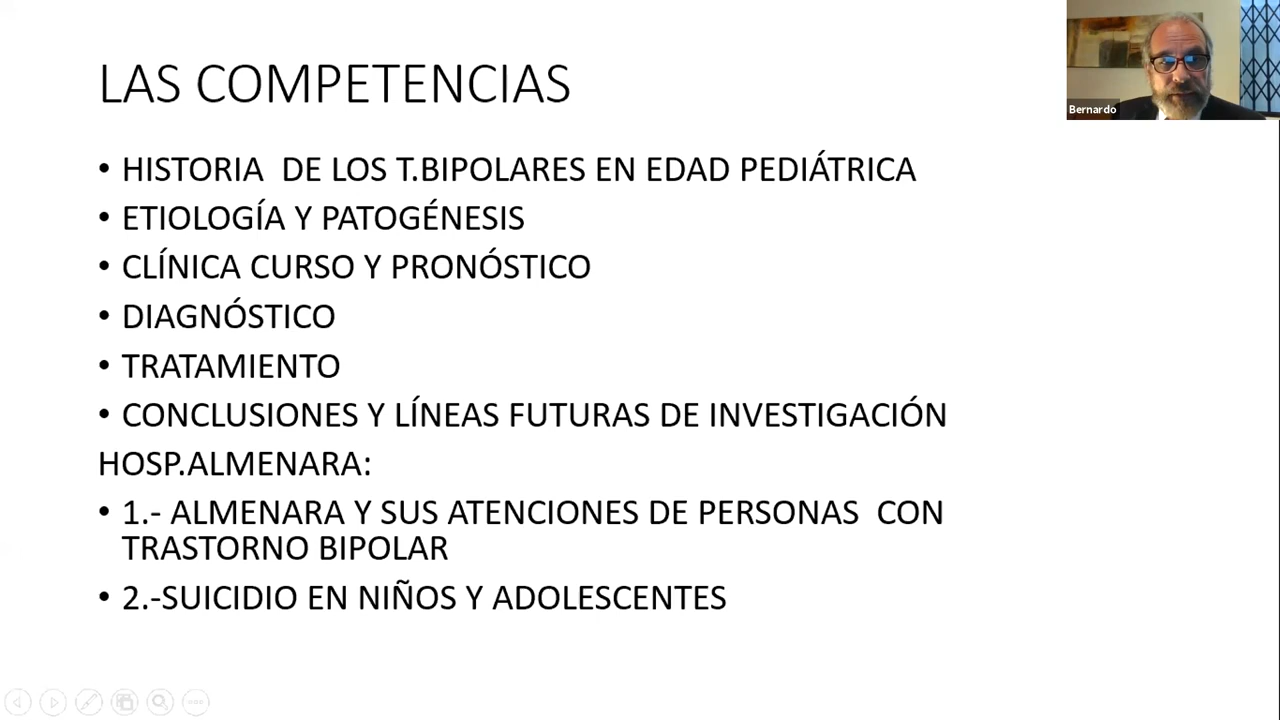 LAS COMPETENCIAS
• HISTORIA DE LOS T.BIPOLARES EN EDAD PEDIÁTRICA
• ETIOLOGÍA Y PATOGÉNESIS
• CLÍNICA CURSO Y PRONÓSTICO
• DIAGNÓSTICO
• TRATAMIENTO
• CONCLUSIONES Y LÍNEAS FUTURAS DE INVESTIGACIÓN
HOSP.ALMENARA:
• 1.- ALMENARA Y SUS ATENCIONES DE PERSONAS CON
TRASTORNO BIPOLAR
• 2.-SUICIDIO EN NIÑOS Y ADOLESCENTES
Bernardo